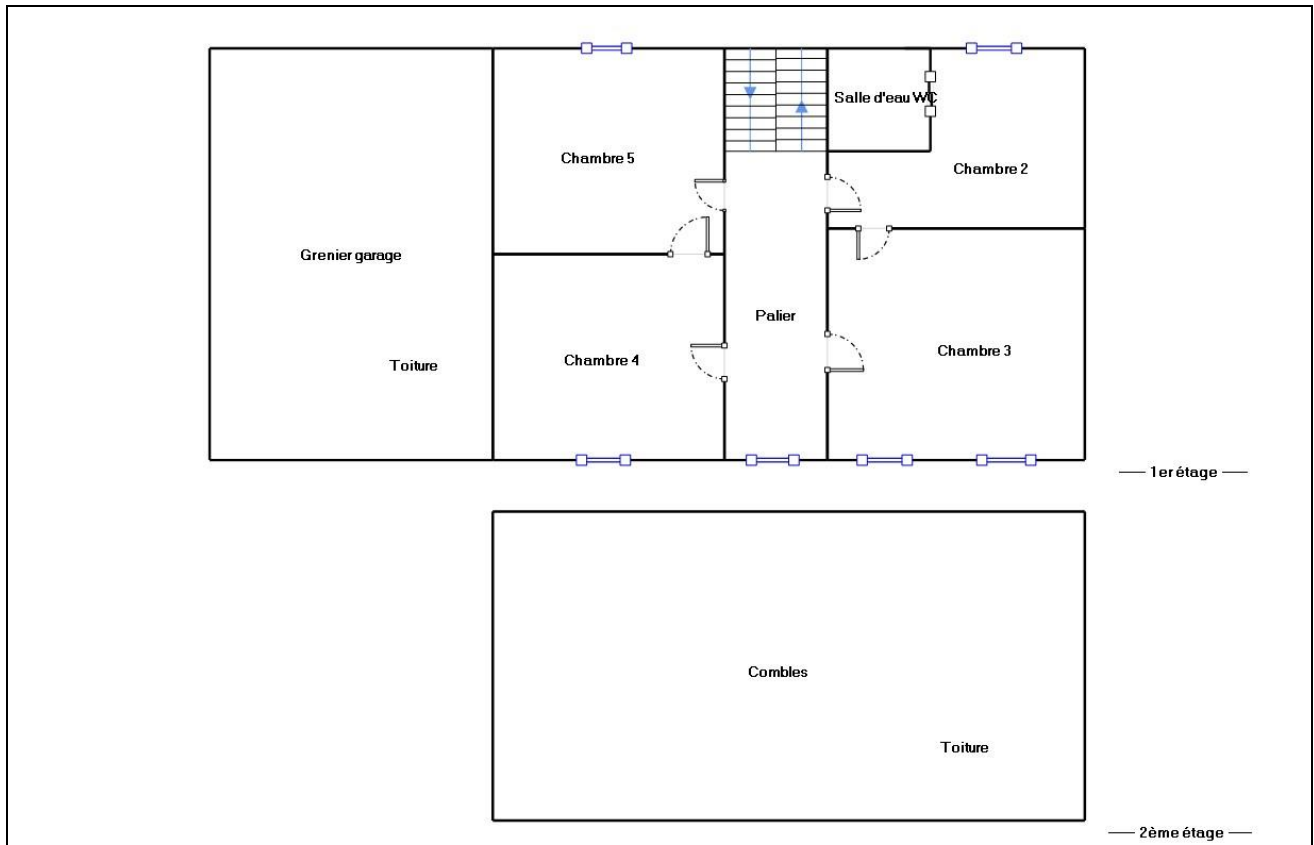 Salle d'eau WC
Chambre 5
Chambre 2
Grenier garage
Palier
Chambre 3
Chambre 4
Toiture
1er étage
Combles
Toiture
2ème étage